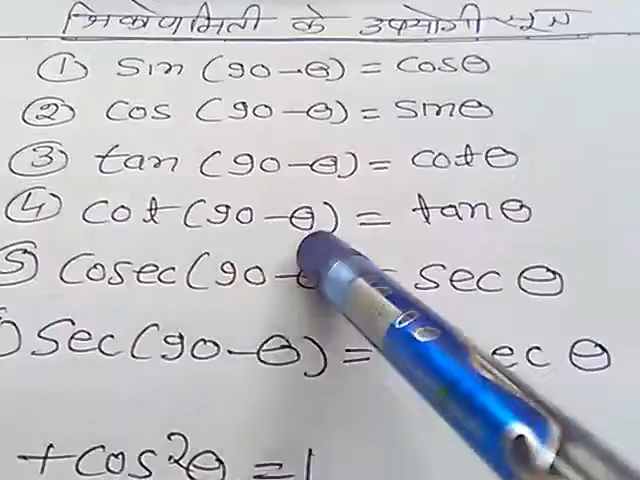 त्रिकोणमिती के उपयोगी सूत्र
① sin (90-θ) = cosθ
② cos (90-θ) = sinθ
③ tan (90-θ) = cotθ
④ cot (90-θ) = tanθ
5) cosec (90-θ = sec θ
) sec (90-θ) = ec θ
+cos²θ = 1